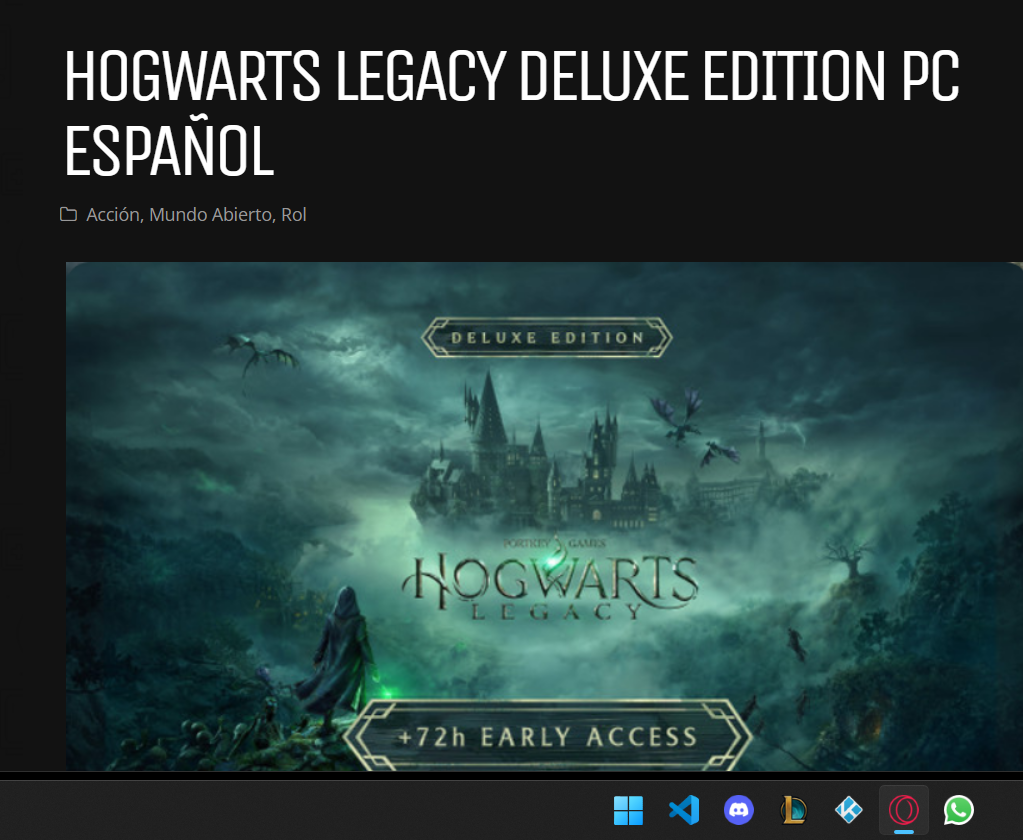 HOGWARTS LEGACY DELUXE EDITION PC
ESPAÑOL
Acción, Mundo Abierto, Rol
DELUXE EDITION
PORTKEY GAMES
HOGWARTS
LEGACY
+72h EARLY ACCESS